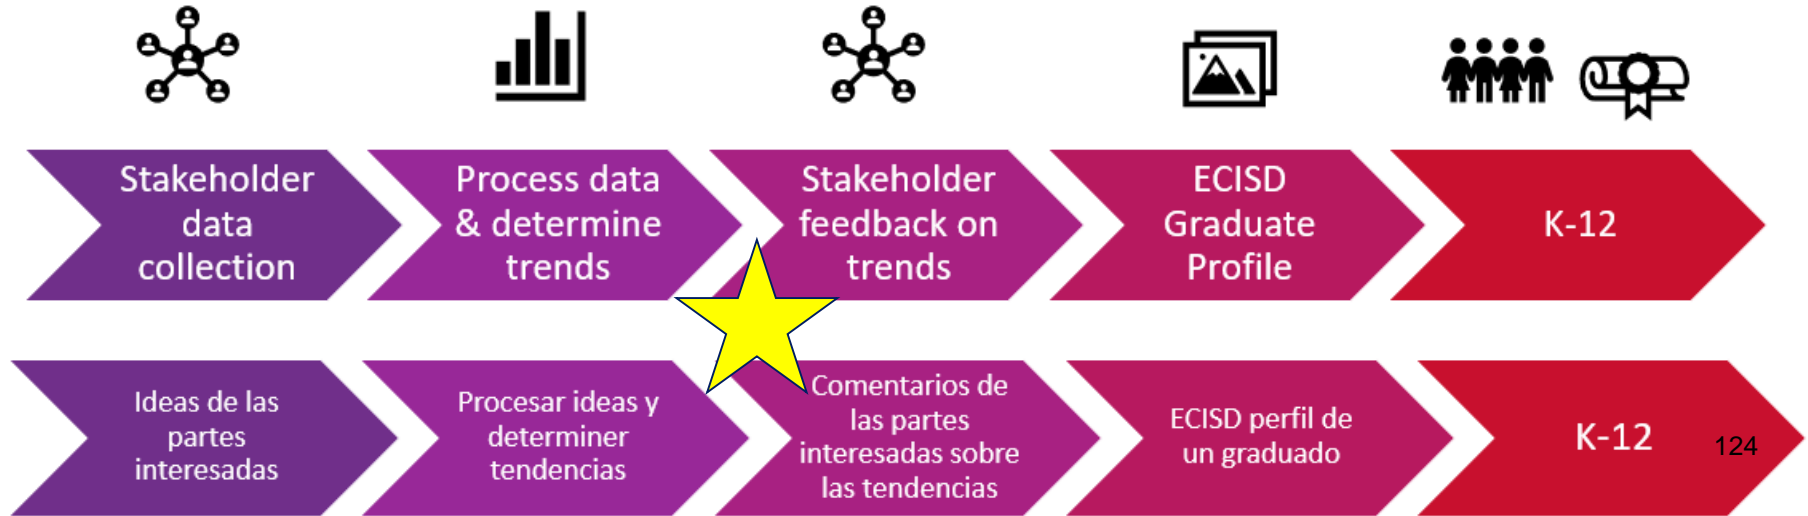 Stakeholder
data
collection
Process data
& determine
trends
Stakeholder
feedback on
trends
ECISD
Graduate
Profile
K-12
Ideas de las
partes
interesadas
Procesar ideas y
determiner
tendencias
Comentarios de
las partes
interesadas sobre
las tendencias
ECISD perfil de
un graduado
K-12
124